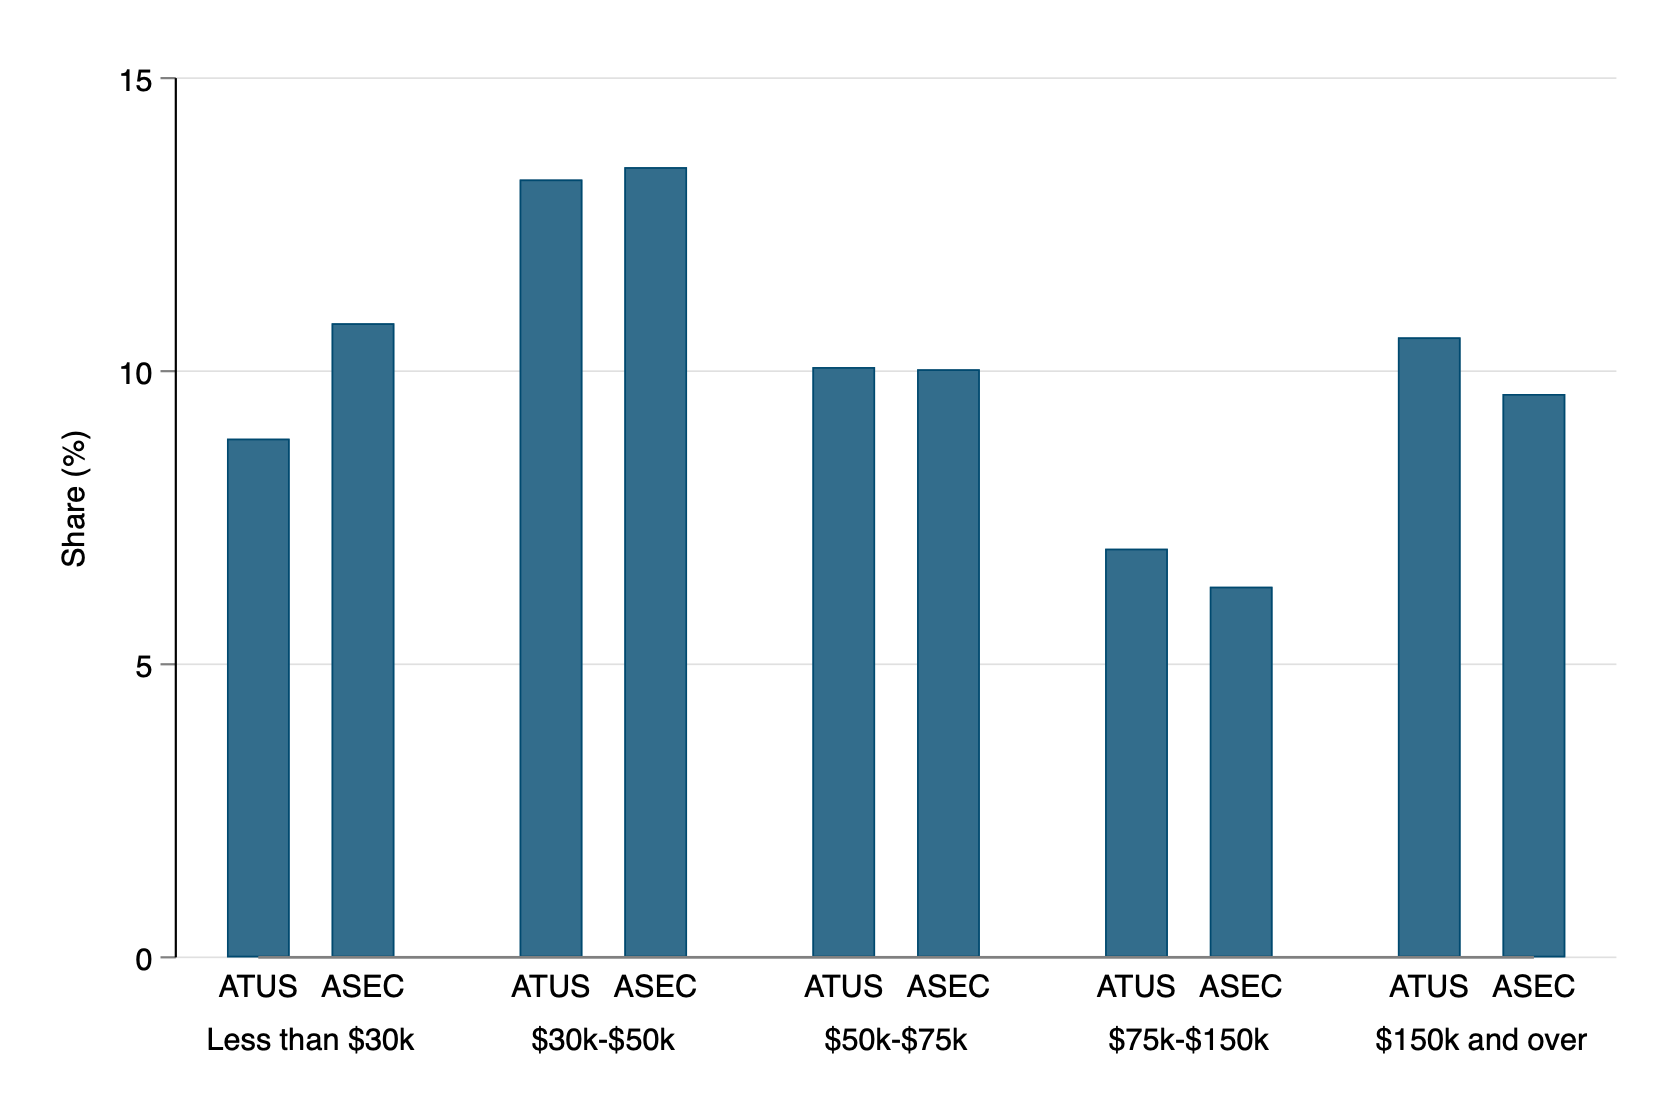 Share (%)
15
10
5
0
ATUS ASEC ATUS ASEC ATUS ASEC ATUS ASEC ATUS ASEC
Less than $30k $30k-$50k $50k-$75k $75k-$150k $150k and over